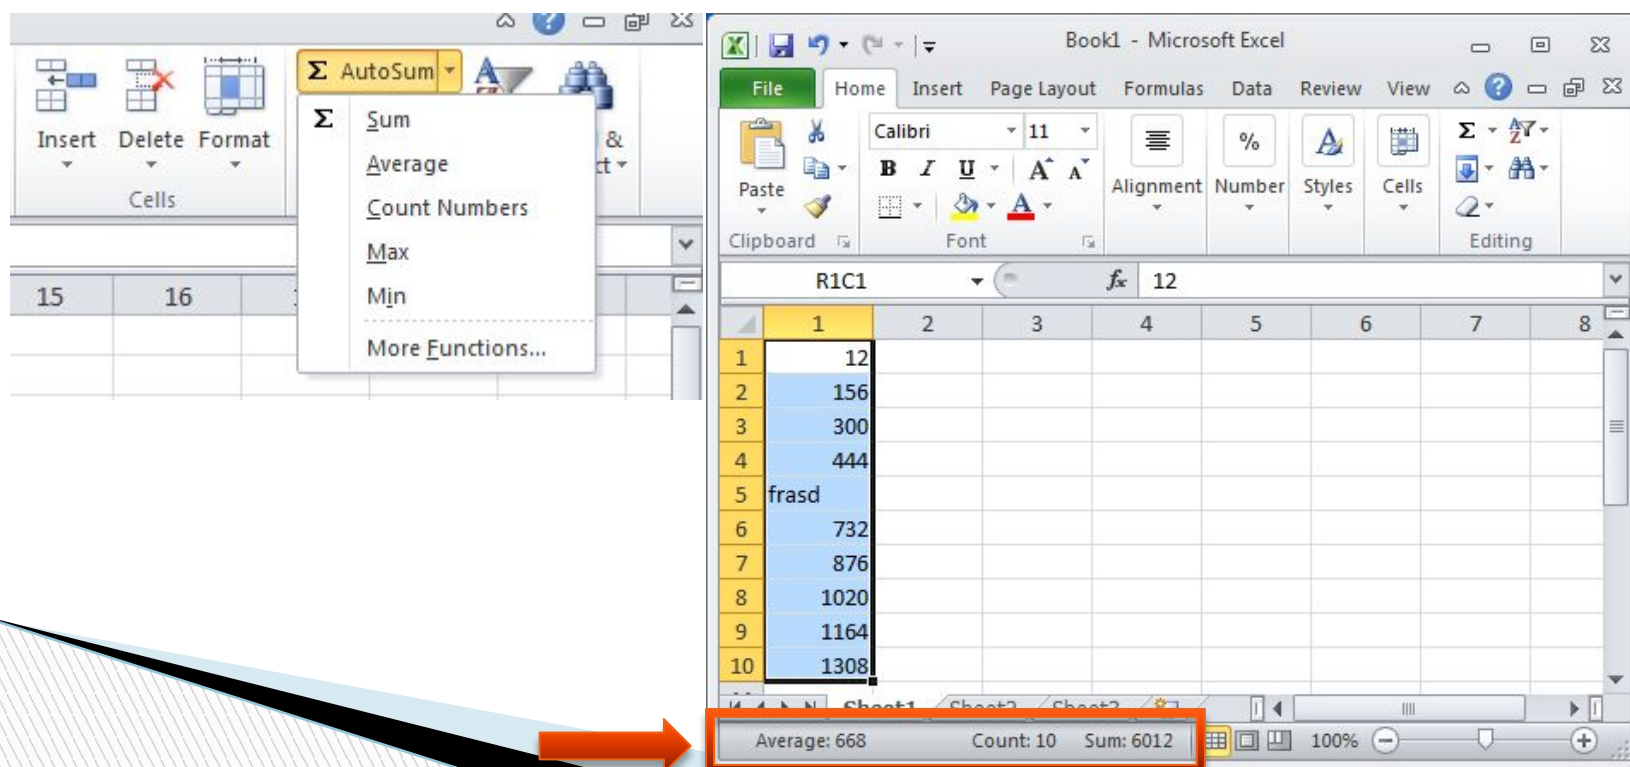 Σ AutoSum
Insert Delete Format
Cells
Σ Sum
Average
Count Numbers
Max
Min
More Functions...
&
15 16
Book1 - Microsoft Excel
File Home Insert Page Layout Formulas Data Review View
Calibri 11
B I U A A
Paste
Alignment Number Styles Cells
%
Clipboard Font Editing
R1C1 fx 12
1 2 3 4 5 6 7 8
1 12
2 156
3 300
4 444
5 frasd
6 732
7 876
8 1020
9 1164
10 1308
Sheet1
Average: 668 Count: 10 Sum: 6012 100%